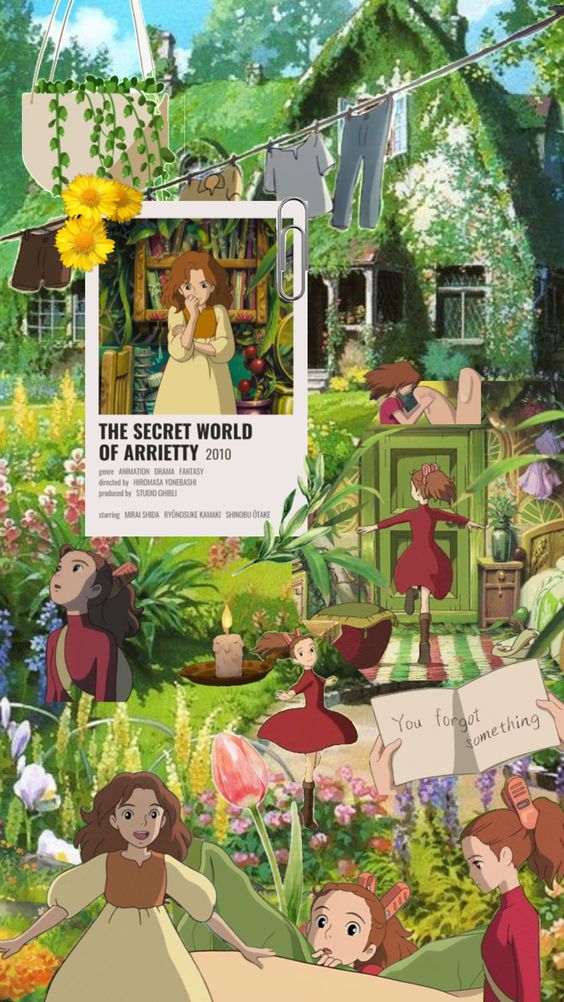 THE SECRET WORLD
OF ARRIETTY 2010
genre ANIMATION DRAMA FANTASY
directed by HIROMASA YONEBASHI
produced by STUDIO GHIBLI
starring MIRAI SHIDA RYŪNOSUKE KAMAKI SHINOBU ŌTAKE
You forgot
something